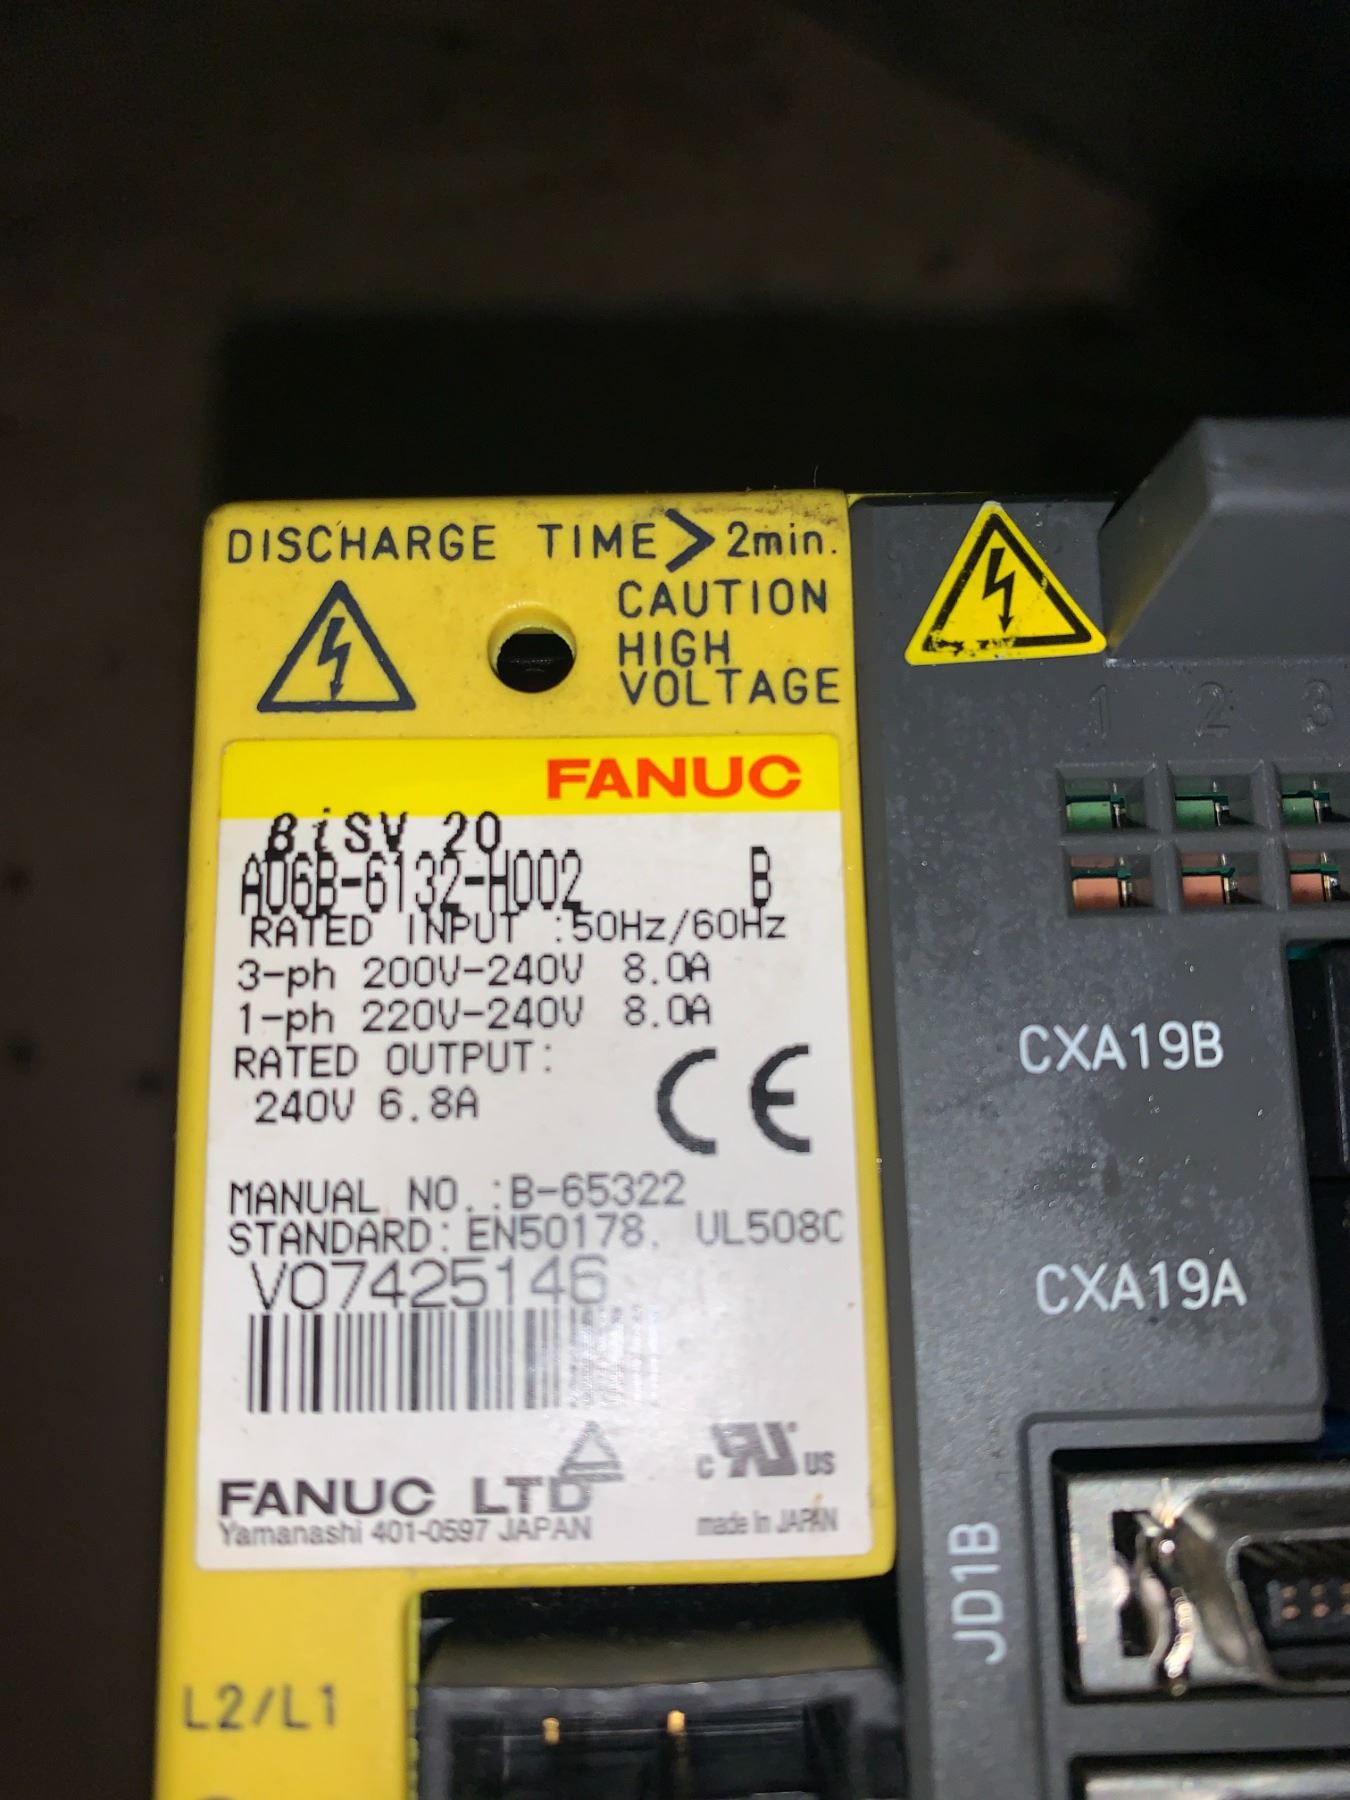 DISCHARGE TIME > 2min.
CAUTION
HIGH
VOLTAGE
FANUC
BiSV 20
A06B-6132-H002 B
RATED INPUT :50Hz/60Hz
3-ph 200V-240V 8.0A
1-ph 220V-240V 8.0A
RATED OUTPUT:
240V 6.8A
CE
MANUAL NO.:B-65322
STANDARD: EN50178. UL508C
V07425146
c RU US
FANUC LTD
Yamanashi 401-0597 JAPAN
made in JAPAN
L2/L1
1 2 3
CXA19B
CXA19A
JD1B